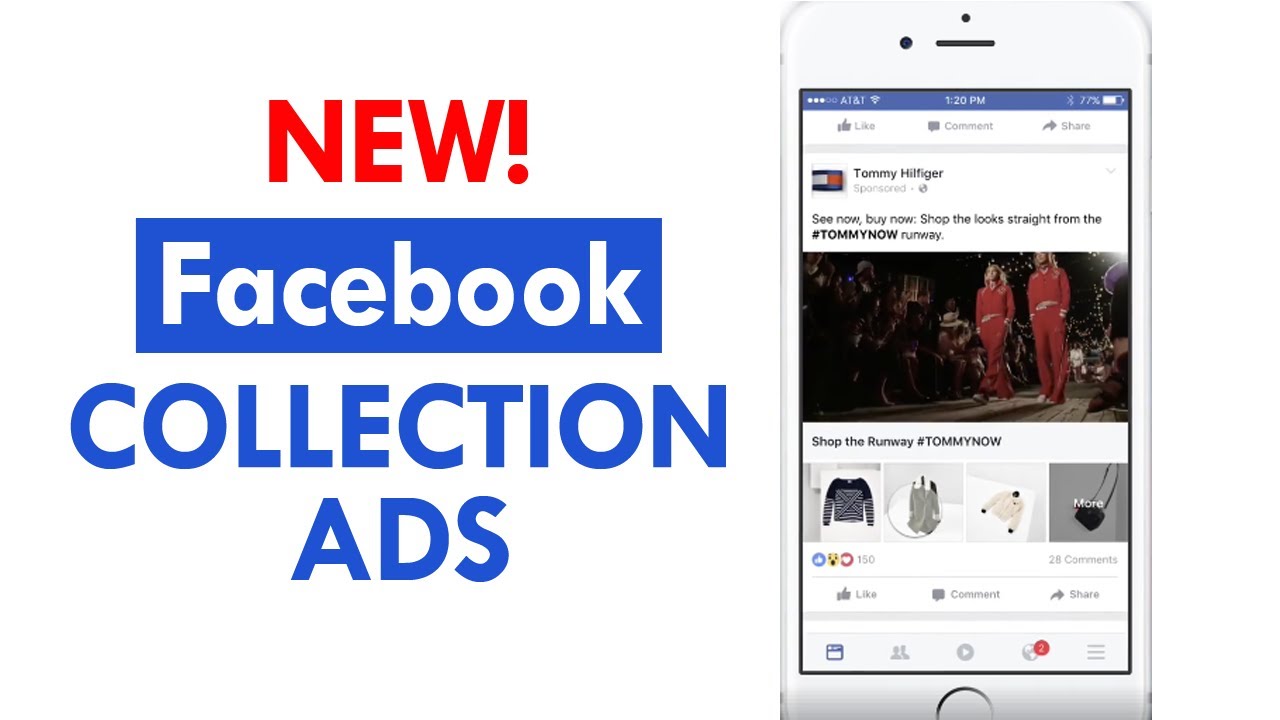 NEW!
Facebook
COLLECTION
ADS
AT&T 1:20 PM 77%
Like Comment Share
Tommy Hilfiger
Sponsored
See now, buy now: Shop the looks straight from the
#TOMMYNOW runway.
Shop the Runway #TOMMYNOW
More
150 28 Comments
Like Comment Share
2